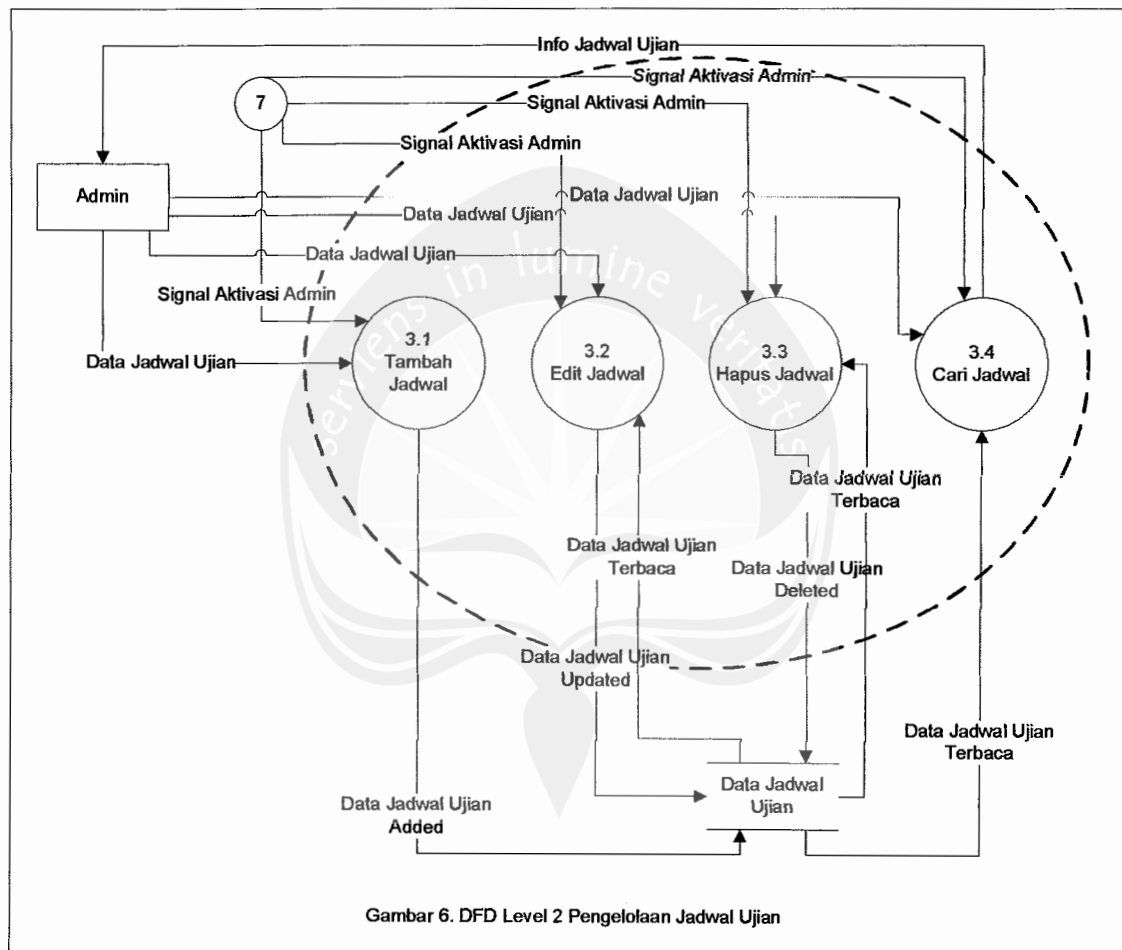 Info Jadwal Ujian
Signal Aktivasi Admin
7
Signal Aktivasi Admin
Signal Aktivasi Admin
Admin
Data Jadwal Ujian
Data Jadwal Ujian
Data Jadwal Ujian
serviens in lumine veritatis
Signal Aktivasi Admin
Data Jadwal Ujian
3.1
Tambah
Jadwal
3.2
Edit Jadwal
3.3
Hapus Jadwal
3.4
Cari Jadwal
Data Jadwal Ujian
Terbaca
Data Jadwal Ujian
Terbaca
Data Jadwal Ujian
Deleted
Data Jadwal Ujian
Updated
Data Jadwal Ujian
Terbaca
Data Jadwal
Ujian
Data Jadwal Ujian
Added
Gambar 6. DFD Level 2 Pengelolaan Jadwal Ujian